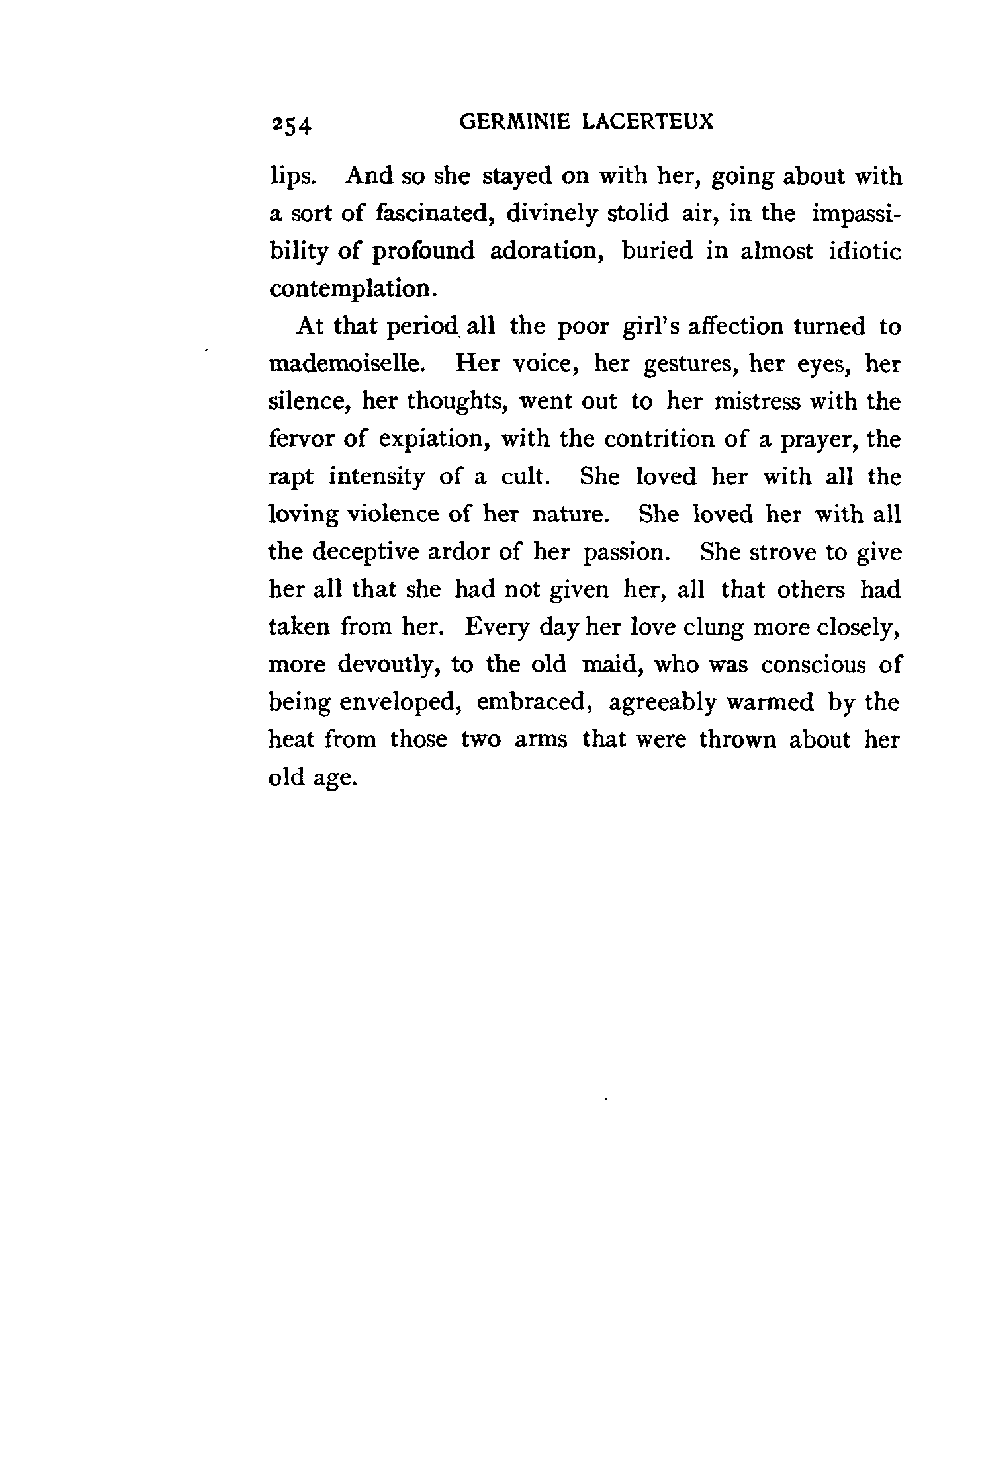 254 GERMINIE LACERTEUX
lips. And so she stayed on with her, going about with
a sort of fascinated, divinely stolid air, in the impassi-
bility of profound adoration, buried in almost idiotic
contemplation.
At that period all the poor girl's affection turned to
mademoiselle. Her voice, her gestures, her eyes, her
silence, her thoughts, went out to her mistress with the
fervor of expiation, with the contrition of a prayer, the
rapt intensity of a cult. She loved her with all the
loving violence of her nature. She loved her with all
the deceptive ardor of her passion. She strove to give
her all that she had not given her, all that others had
taken from her. Every day her love clung more closely,
more devoutly, to the old maid, who was conscious of
being enveloped, embraced, agreeably warmed by the
heat from those two arms that were thrown about her
old age.